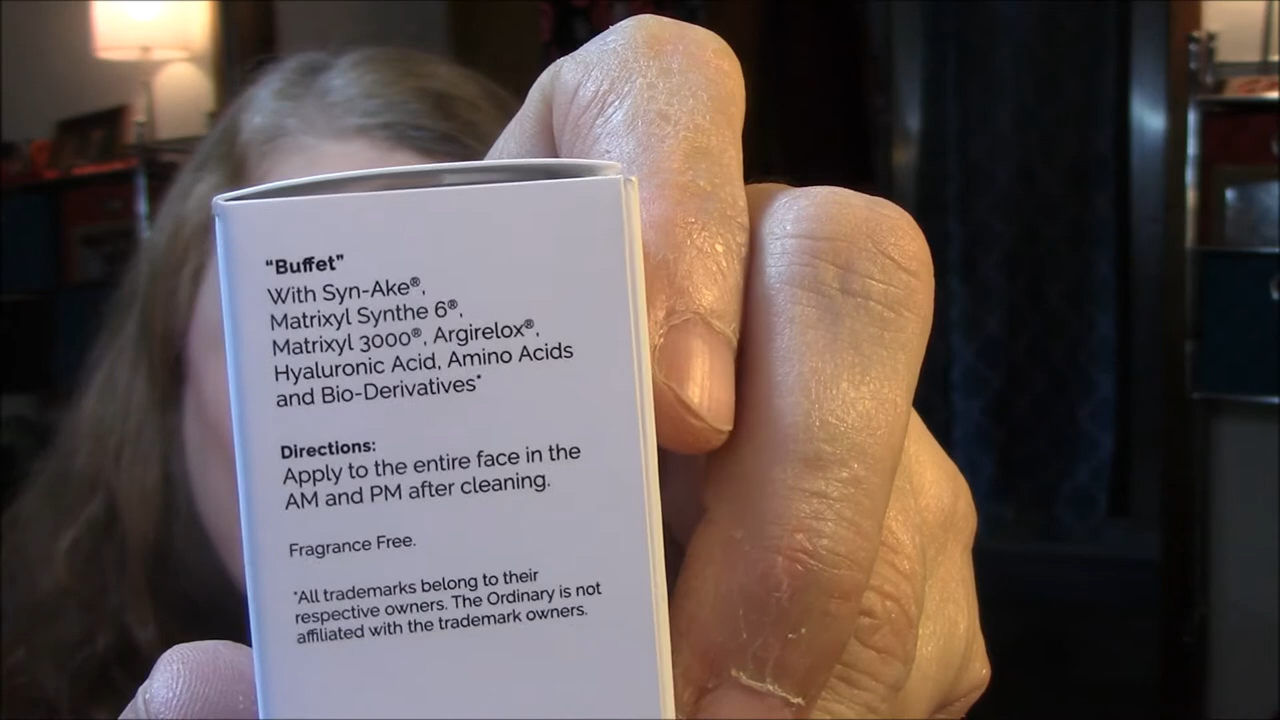 “Buffet”
With Syn-Ake®,
Matrixyl Synthe 6®,
Matrixyl 3000®, Argirelox®,
Hyaluronic Acid, Amino Acids
and Bio-Derivatives*
Directions:
Apply to the entire face in the
AM and PM after cleaning.
Fragrance Free.
*All trademarks belong to their
respective owners. The Ordinary is not
affiliated with the trademark owners.